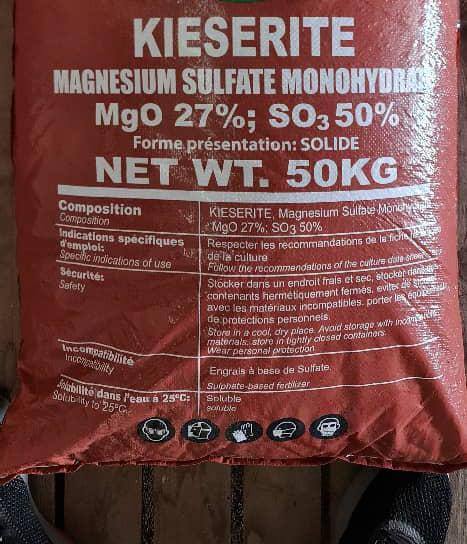 KIESERITE
MAGNESIUM SULFATE MONOHYDRA
MgO 27%; SO₃ 50%
Forme présentation: SOLIDE
NET WT. 50KG
Composition
Composition
KIESERITE, Magnesium Sulfate Monohyd
MgO 27%; SO₃ 50%
Indications spécifiques
d'emploi:
Specific indications of use
Respecter les recommandations de la fiche
de la culture
Follow the recommendations of the culture data sheet
Sécurité:
Safety
Stocker dans un endroit frais et sec, stocker dans
contenants hermétiquement fermés, eviter de
avec les matériaux incompatibles, porter les
de protections personnels.
Store in a cool, dry place. Avoid storage with
materials, store in tightly closed containers.
Wear personal protection
Incompatibilité
Incompatibility
Engrais à base de Sulfate.
Sulphate-based fertilizer
Solubilité dans l'eau à 25°C:
Solubility to 25°C
Soluble
soluble